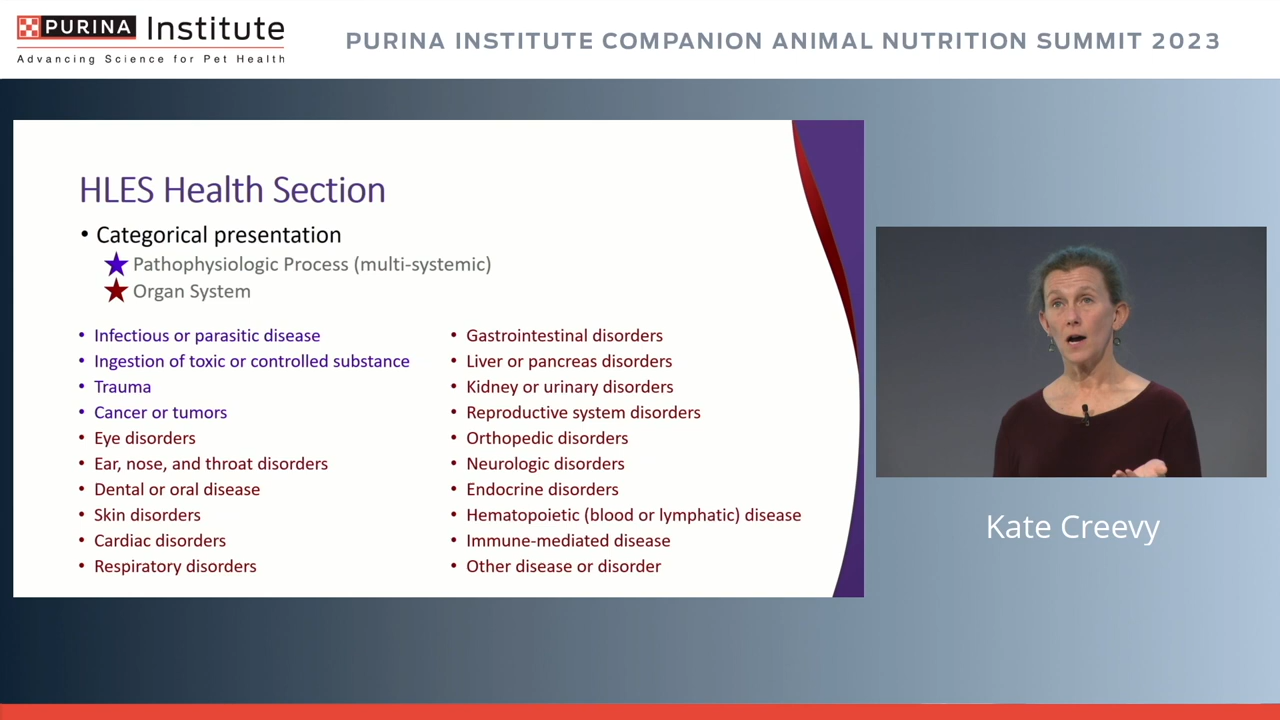 PURINA Institute
Advancing Science for Pet Health
PURINA INSTITUTE COMPANION ANIMAL NUTRITION SUMMIT 2023
HLES Health Section
• Categorical presentation
Pathophysiologic Process (multi-systemic)
Organ System
• Infectious or parasitic disease
• Ingestion of toxic or controlled substance
• Trauma
• Cancer or tumors
• Eye disorders
• Ear, nose, and throat disorders
• Dental or oral disease
• Skin disorders
• Cardiac disorders
• Respiratory disorders
• Gastrointestinal disorders
• Liver or pancreas disorders
• Kidney or urinary disorders
• Reproductive system disorders
• Orthopedic disorders
• Neurologic disorders
• Endocrine disorders
• Hematopoietic (blood or lymphatic) disease
• Immune-mediated disease
• Other disease or disorder
Kate Creevy